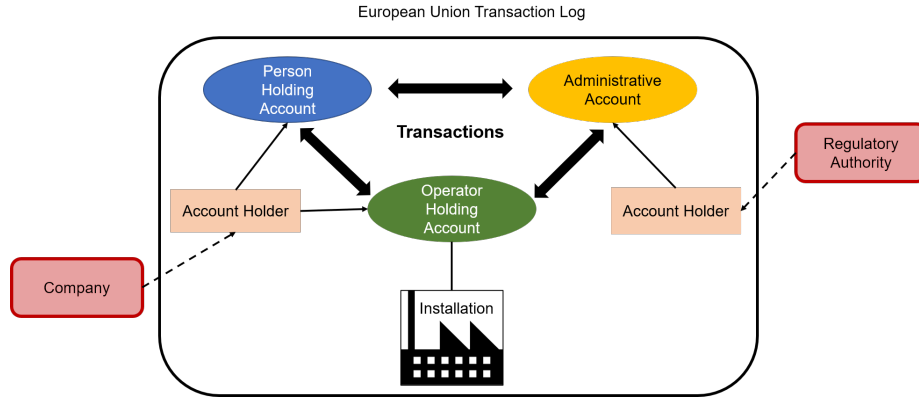 European Union Transaction Log
Person
Holding
Account
Administrative
Account
Transactions
Regulatory
Authority
Account Holder
Operator
Holding
Account
Account Holder
Company
Installation